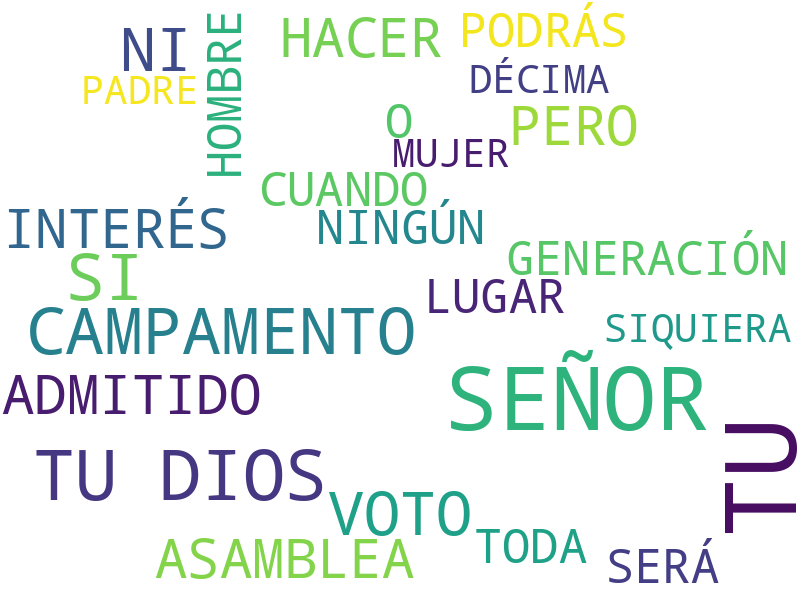 HACER
PODRÁS
NI
HOMBRE
DÉCIMA
PADRE
O
PERO
MUJER
CUANDO
INTERÉS
NINGÚN
GENERACIÓN
SI
LUGAR
CAMPAMENTO
SIQUIERA
SEÑOR
ADMITIDO
TU
TU DIOS
VOTO
TODA
ASAMBLEA
SERÁ